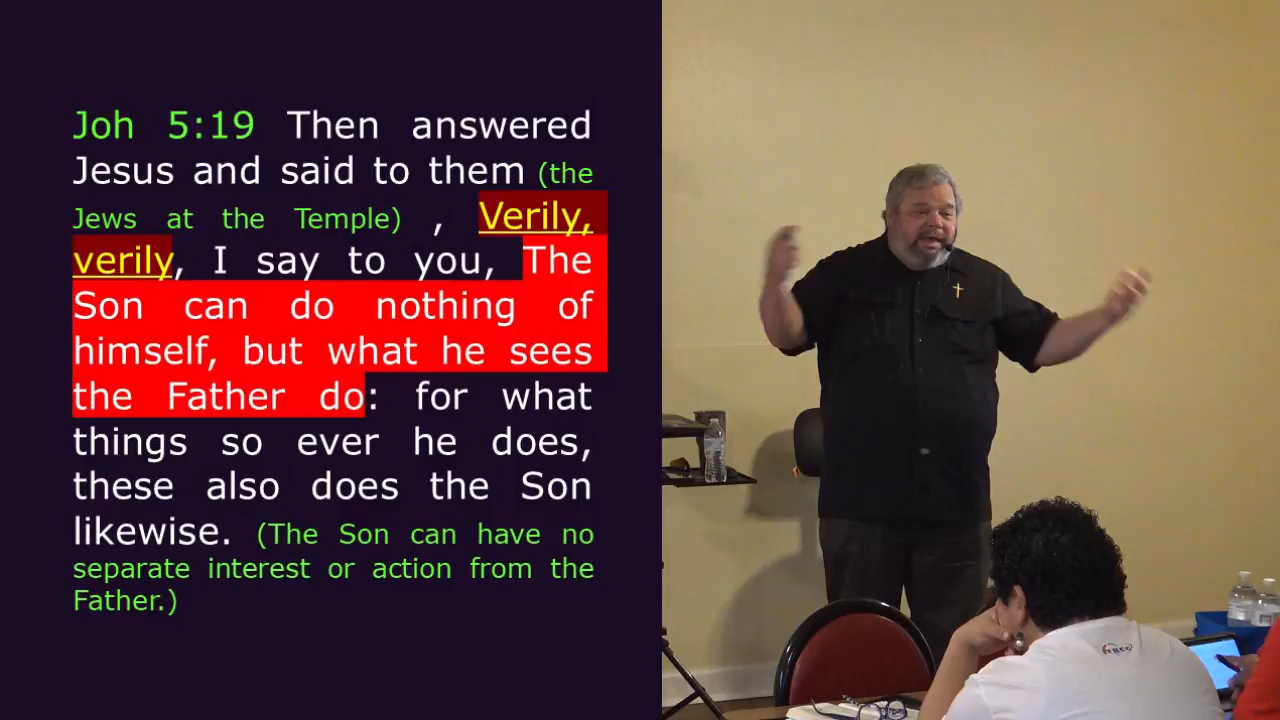 Joh 5:19 Then answered
Jesus and said to them (the
Jews at the Temple) , Verily,
verily, I say to you, The
Son can do nothing of
himself, but what he sees
the Father do: for what
things so ever he does,
these also does the Son
likewise. (The Son can have no
separate interest or action from the
Father.)